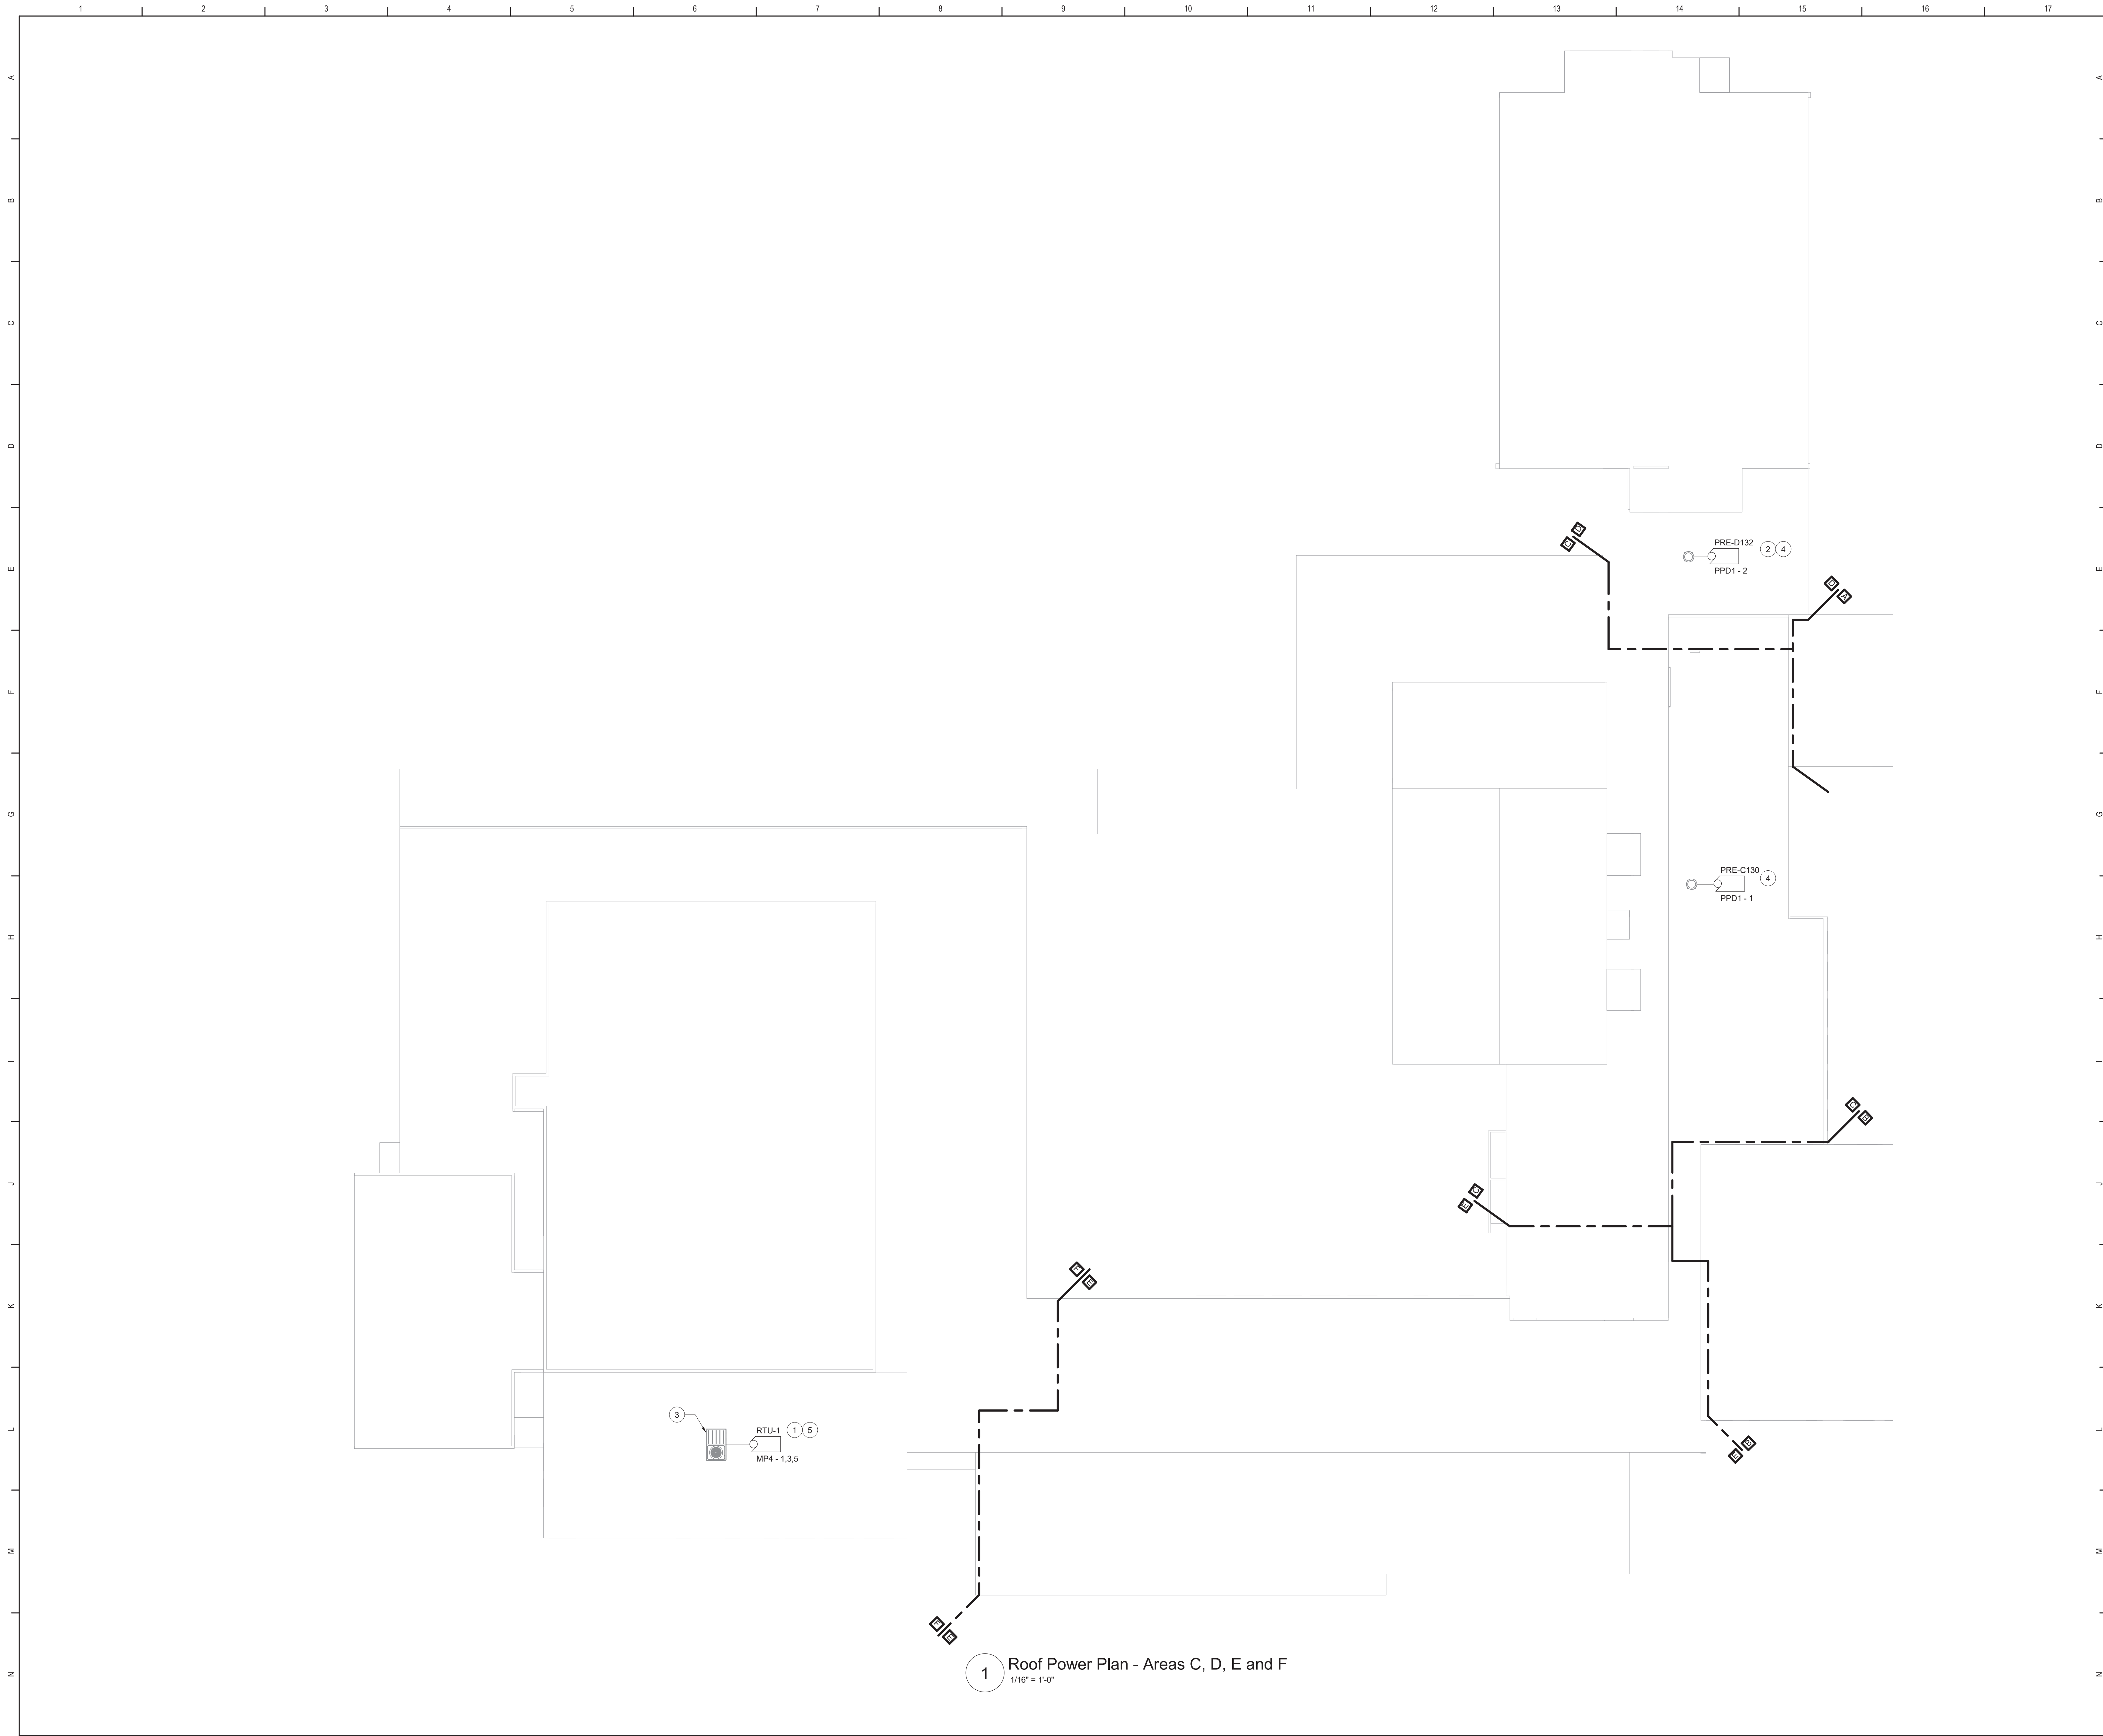 1 2 3 4 5 6 7 8 9 10 11 12 13 14 15 16 17
A A
B B
C C
D D
D
C
PRE-D132
2 4
PPD1 - 2
E E
D
A
F F
G G
PRE-C130
4
PPD1 - 1
H H
I I
C
B
J J
C
E
F
E
K K
3
RTU-1
1 5
MP4 - 1,3,5
L L
B
E
M M
F
E
1
Roof Power Plan - Areas C, D, E and F
1/16" = 1'-0"
N N